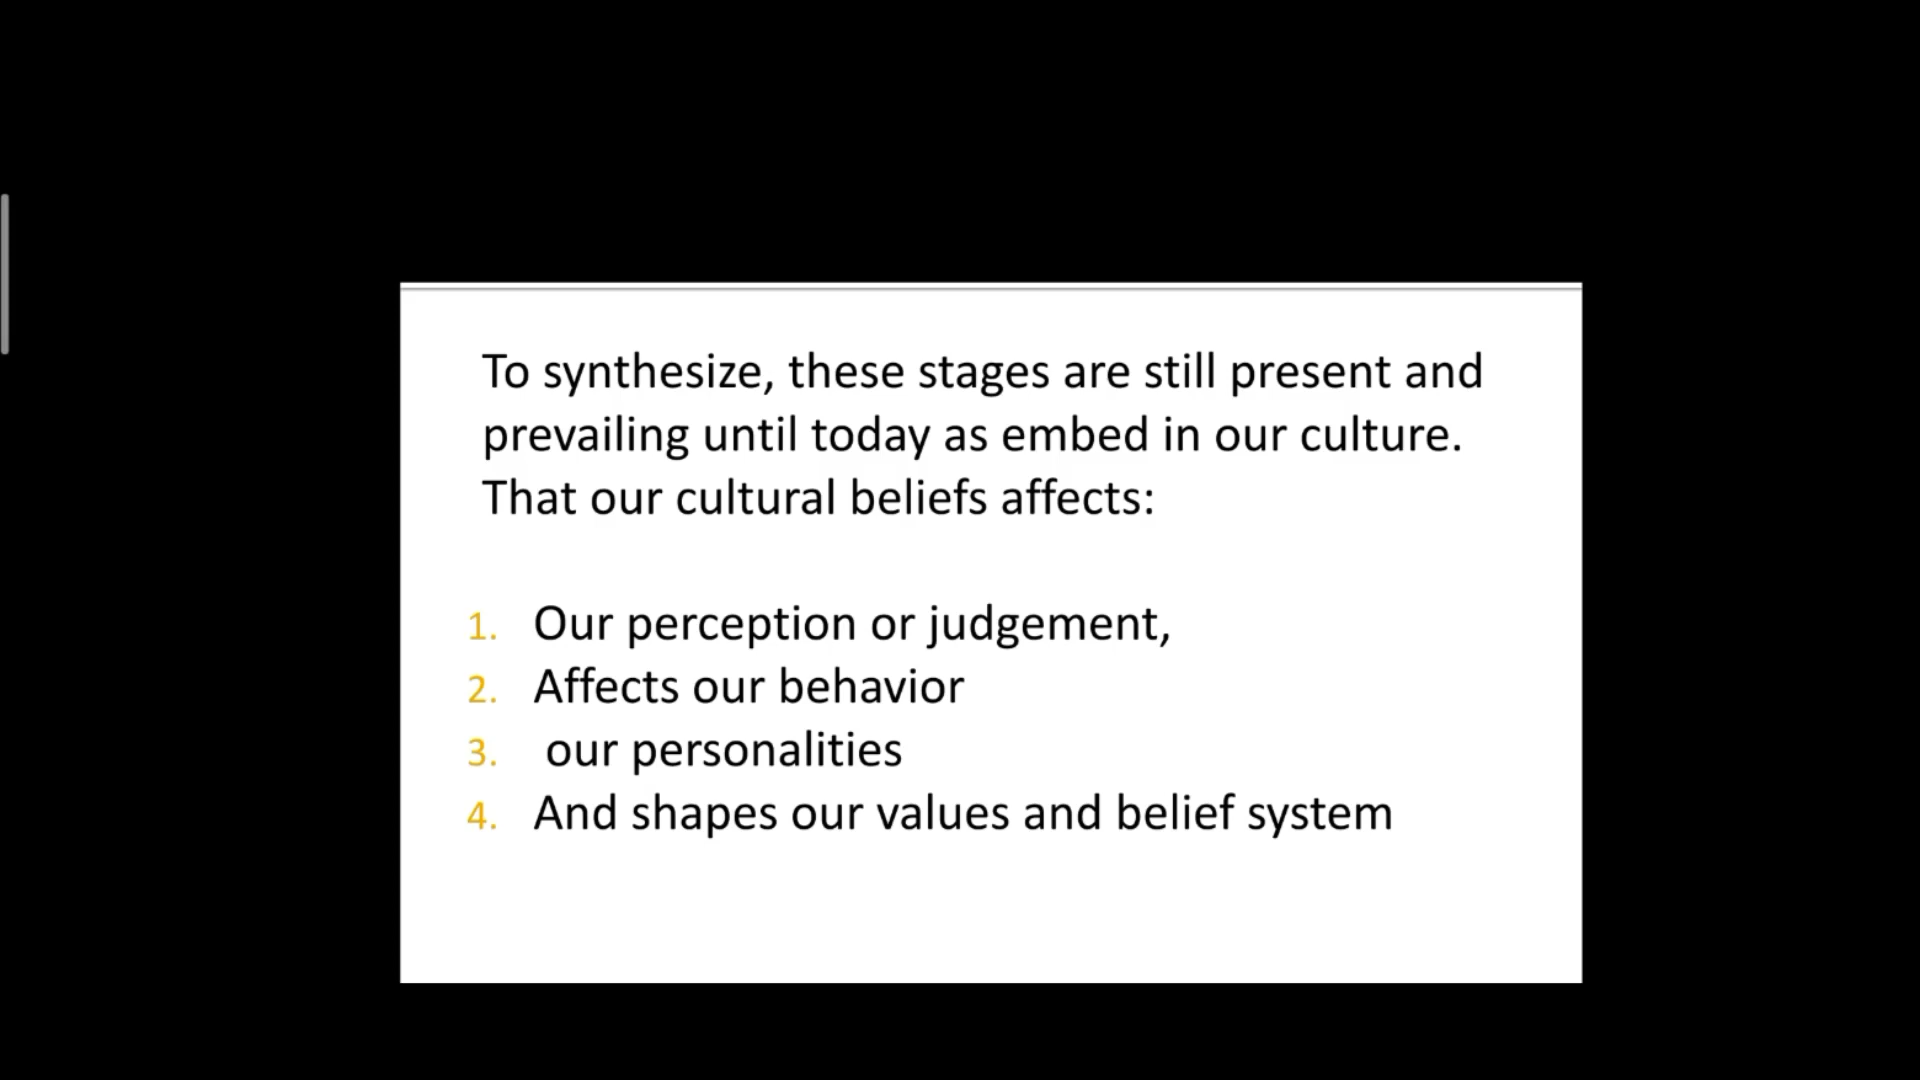 To synthesize, these stages are still present and
prevailing until today as embed in our culture.
That our cultural beliefs affects:
1. Our perception or judgement,
2. Affects our behavior
3. our personalities
4. And shapes our values and belief system